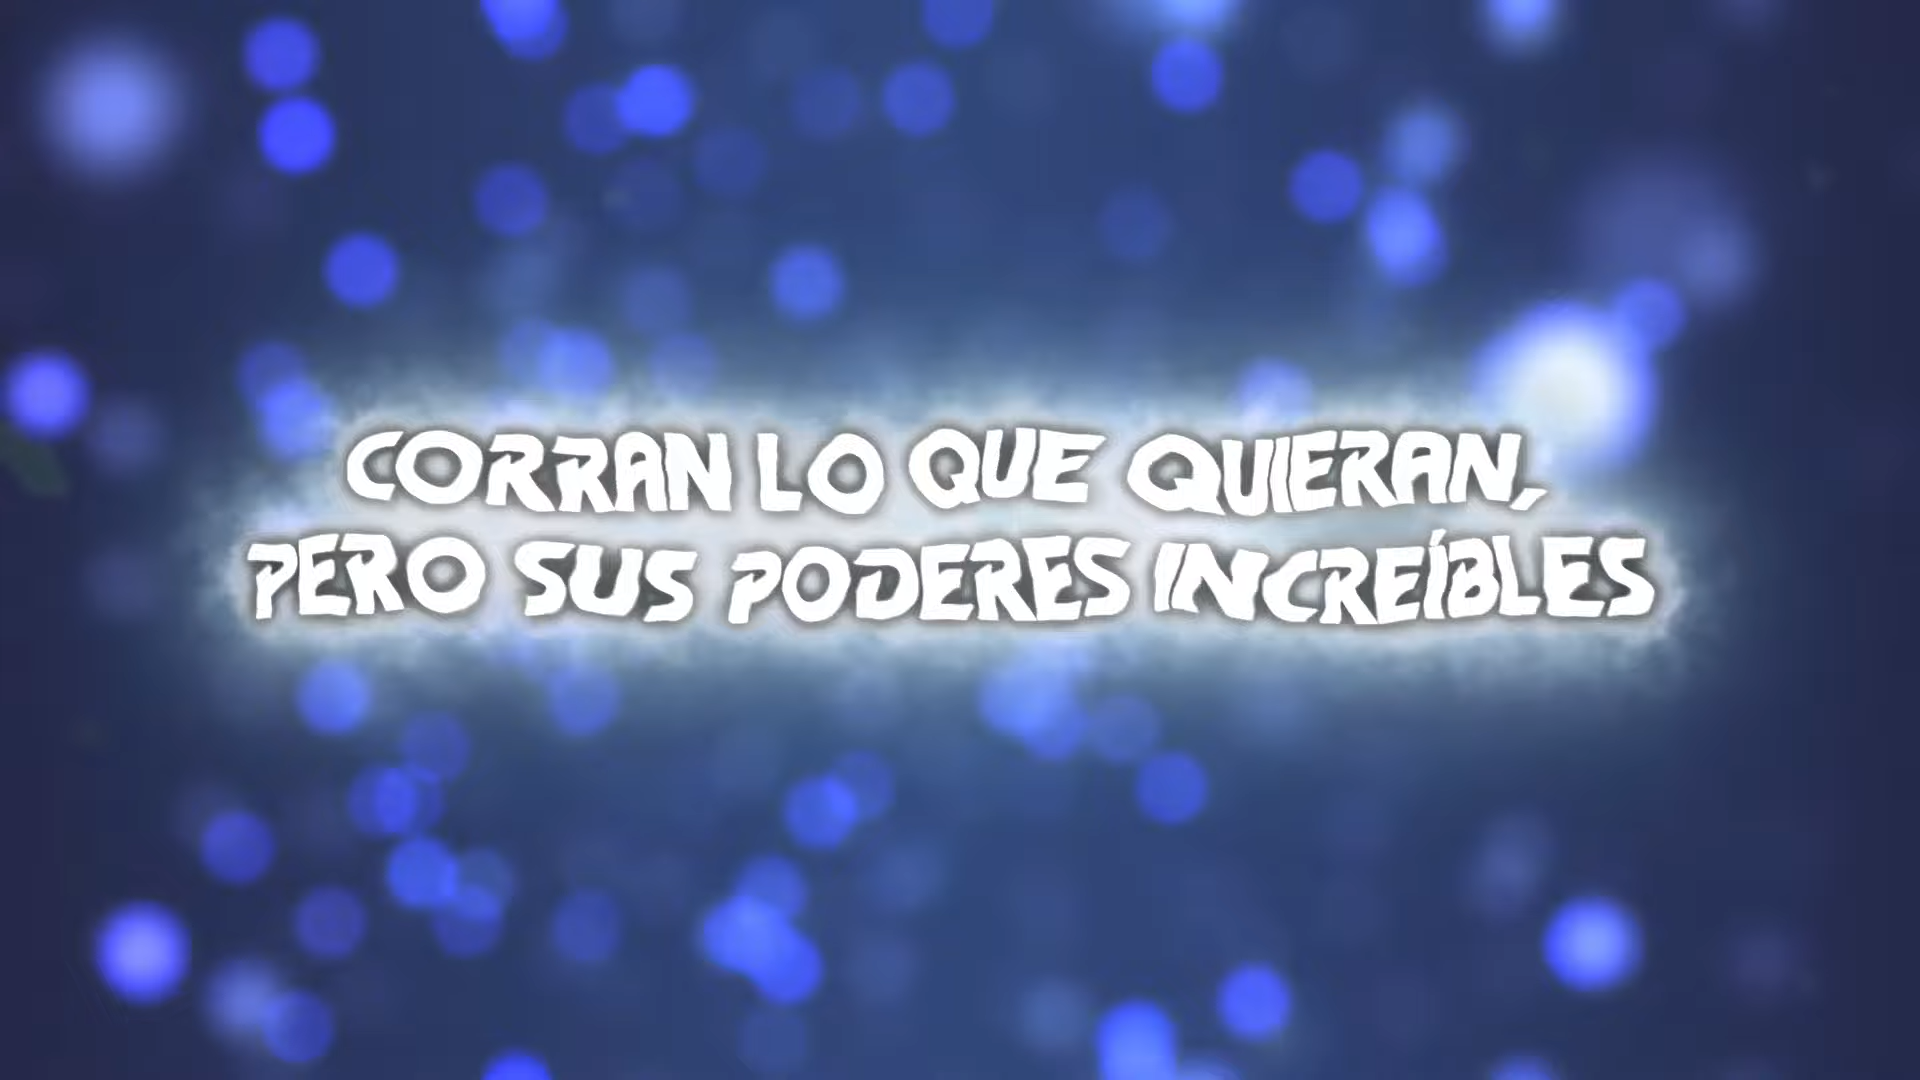 CORRAN LO QUE QUIERAN,
PERO SUS PODERES INCREÍBLES